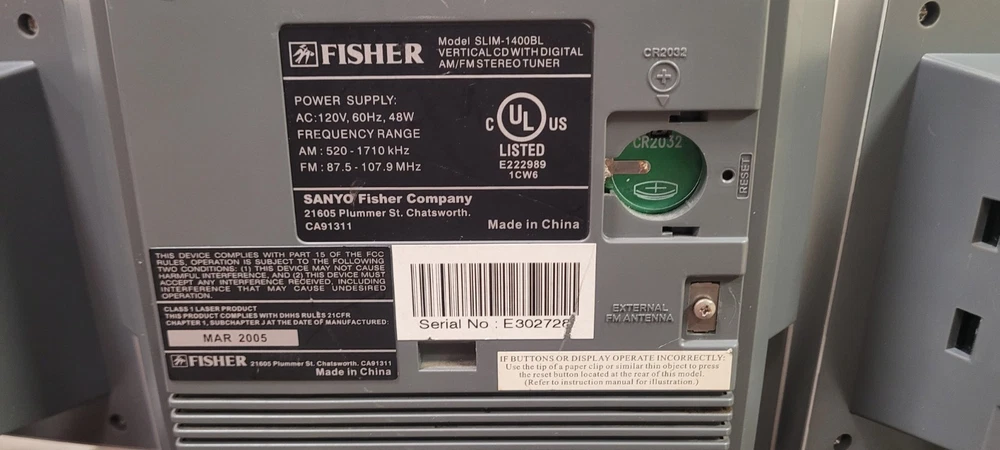 FISHER
Model SLIM-1400BL
VERTICAL CD WITH DIGITAL
AM/FM STEREO TUNER
POWER SUPPLY:
AC:120V, 60Hz, 48W
FREQUENCY RANGE
AM : 520 - 1710 kHz
FM : 87.5 - 107.9 MHz
C UL US
LISTED
E222989
1CW6
SANYO Fisher Company
21605 Plummer St. Chatsworth.
CA91311
Made in China
CR2032
CR2032
RESET
THIS DEVICE COMPLIES WITH PART 15 OF THE FCC
RULES, OPERATION IS SUBJECT TO THE FOLLOWING
TWO CONDITIONS: (1) THIS DEVICE MAY NOT CAUSE
HARMFUL INTERFERENCE, AND (2) THIS DEVICE MUST
ACCEPT ANY INTERFERENCE RECEIVED, INCLUDING
INTERFERENCE THAT MAY CAUSE UNDESIRED
OPERATION.
CLASS 1 LASER PRODUCT
THIS PRODUCT COMPLIES WITH DHHS RULES 21CFR
CHAPTER 1, SUBCHAPTER J AT THE DATE OF MANUFACTURED:
MAR 2005
FISHER 21605 Plummer St. Chatsworth. CA91311
Made in China
Serial No : E302728
EXTERNAL
FM ANTENNA
IF BUTTONS OR DISPLAY OPERATE INCORRECTLY:
Use the tip of a paper clip or similar thin object to press
the reset button located at the rear of this model.
(Refer to instruction manual for illustration.)